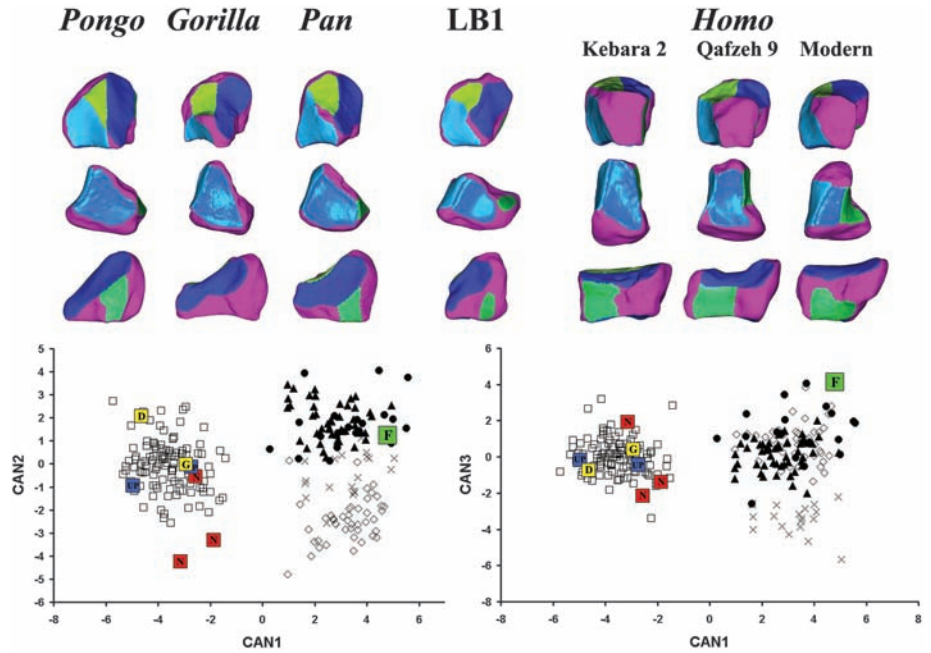 Pongo Gorilla Pan LB1 Homo
Kebara 2 Qafzeh 9 Modern
5
4
3
2
1
0
-1
-2
-3
-4
-5
-6
CAN2
D
G
UP
UP
N
N
N
F
-8 -6 -4 -2 0 2 4 6
CAN1
6
4
2
0
-2
-4
-6
-8
CAN3
F
N
G
UP
UP
D
N
N
-8 -6 -4 -2 0 2 4 6 8
CAN1